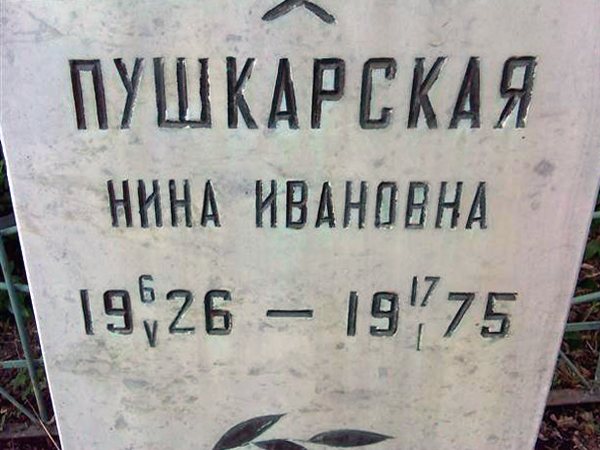 ПУШКАРСКАЯ
НИНА ИВАНОВНА
19 6/V 26 — 19 17/I 75